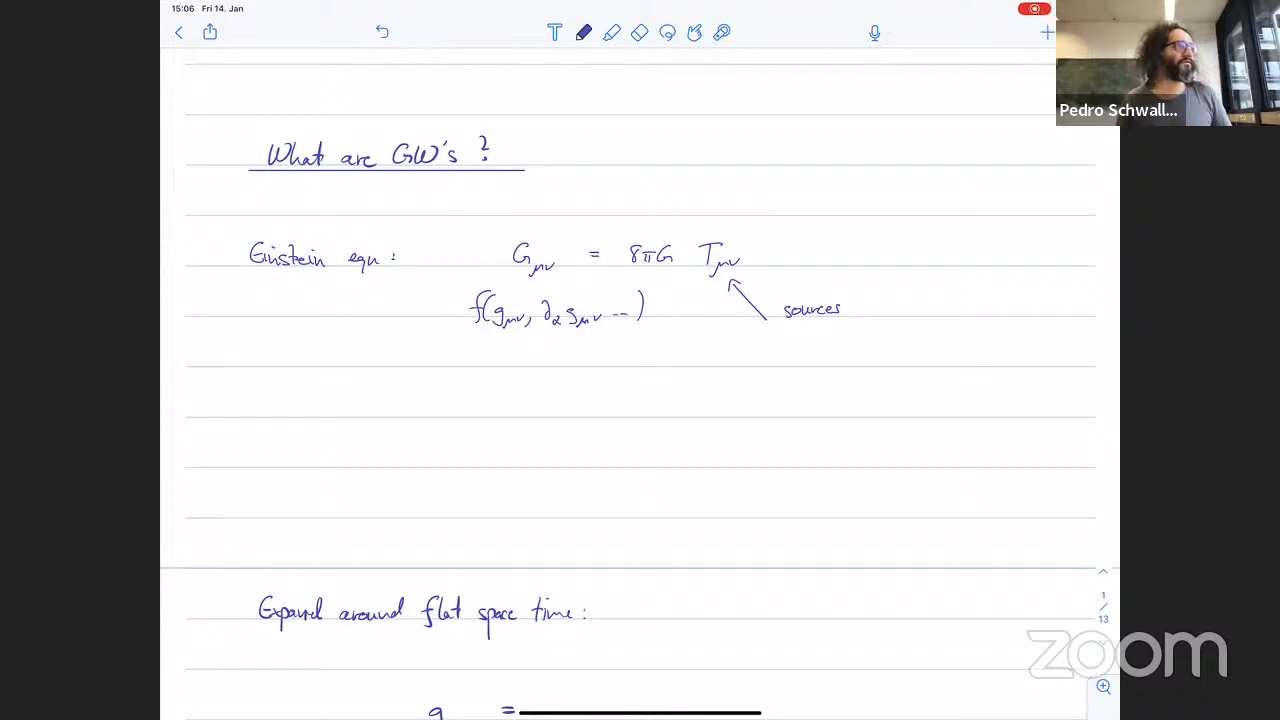 15:06 Fri 14. Jan
Pedro Schwall...
What are GW's ?
Einstein eqn : G_μν = 8πG T_μν
f(g_μν, ∂_α g_μν ...) sources
1
/
13
Expand around flat space time :
zoom
g =